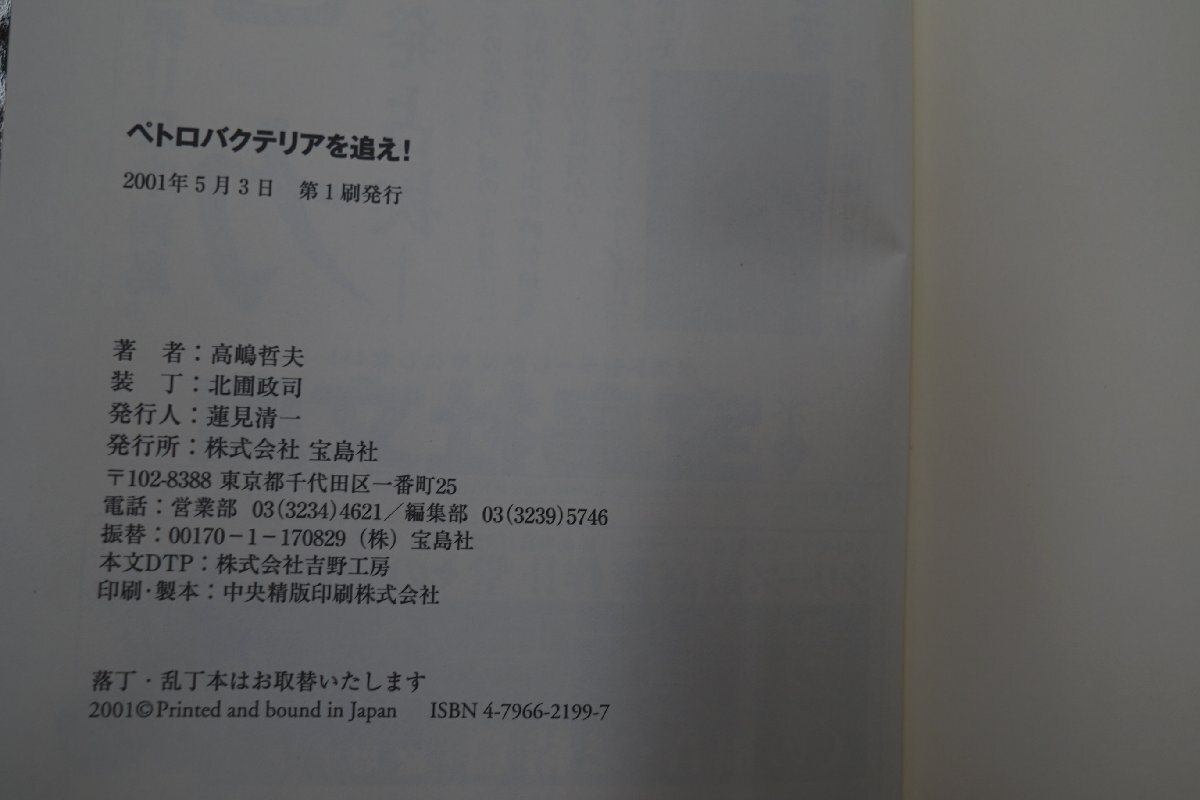 ペトロバクテリアを追え!
2001年5月3日　第1刷発行
著　者：高嶋哲夫
装　丁：北圃政司
発行人：蓮見清一
発行所：株式会社 宝島社
〒102-8388 東京都千代田区一番町25
電話：営業部 03(3234)4621／編集部 03(3239)5746
振替：00170－1－170829（株）宝島社
本文DTP：株式会社吉野工房
印刷・製本：中央精版印刷株式会社
落丁・乱丁本はお取替いたします
2001©Printed and bound in Japan　ISBN 4-7966-2199-7